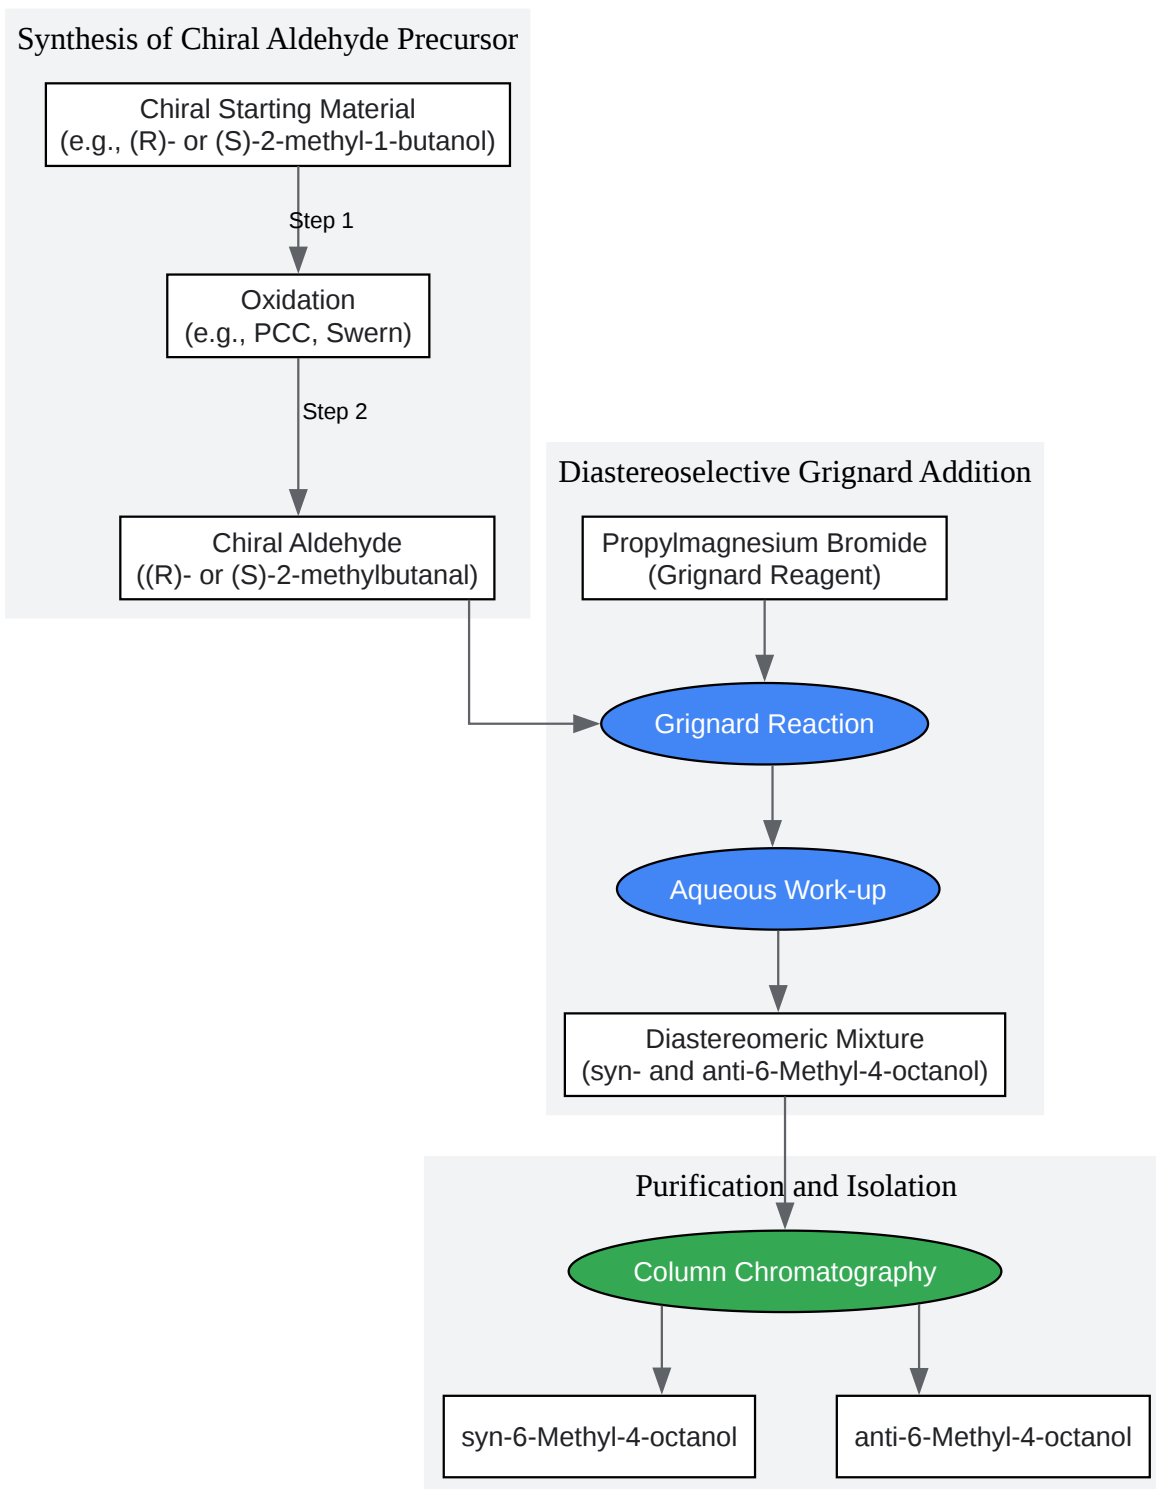 Synthesis of Chiral Aldehyde Precursor
Chiral Starting Material
(e.g., (R)- or (S)-2-methyl-1-butanol)
Step 1
Oxidation
(e.g., PCC, Swern)
Step 2
Chiral Aldehyde
((R)- or (S)-2-methylbutanal)
Diastereoselective Grignard Addition
Propylmagnesium Bromide
(Grignard Reagent)
Grignard Reaction
Aqueous Work-up
Diastereomeric Mixture
(syn- and anti-6-Methyl-4-octanol)
Purification and Isolation
Column Chromatography
syn-6-Methyl-4-octanol
anti-6-Methyl-4-octanol